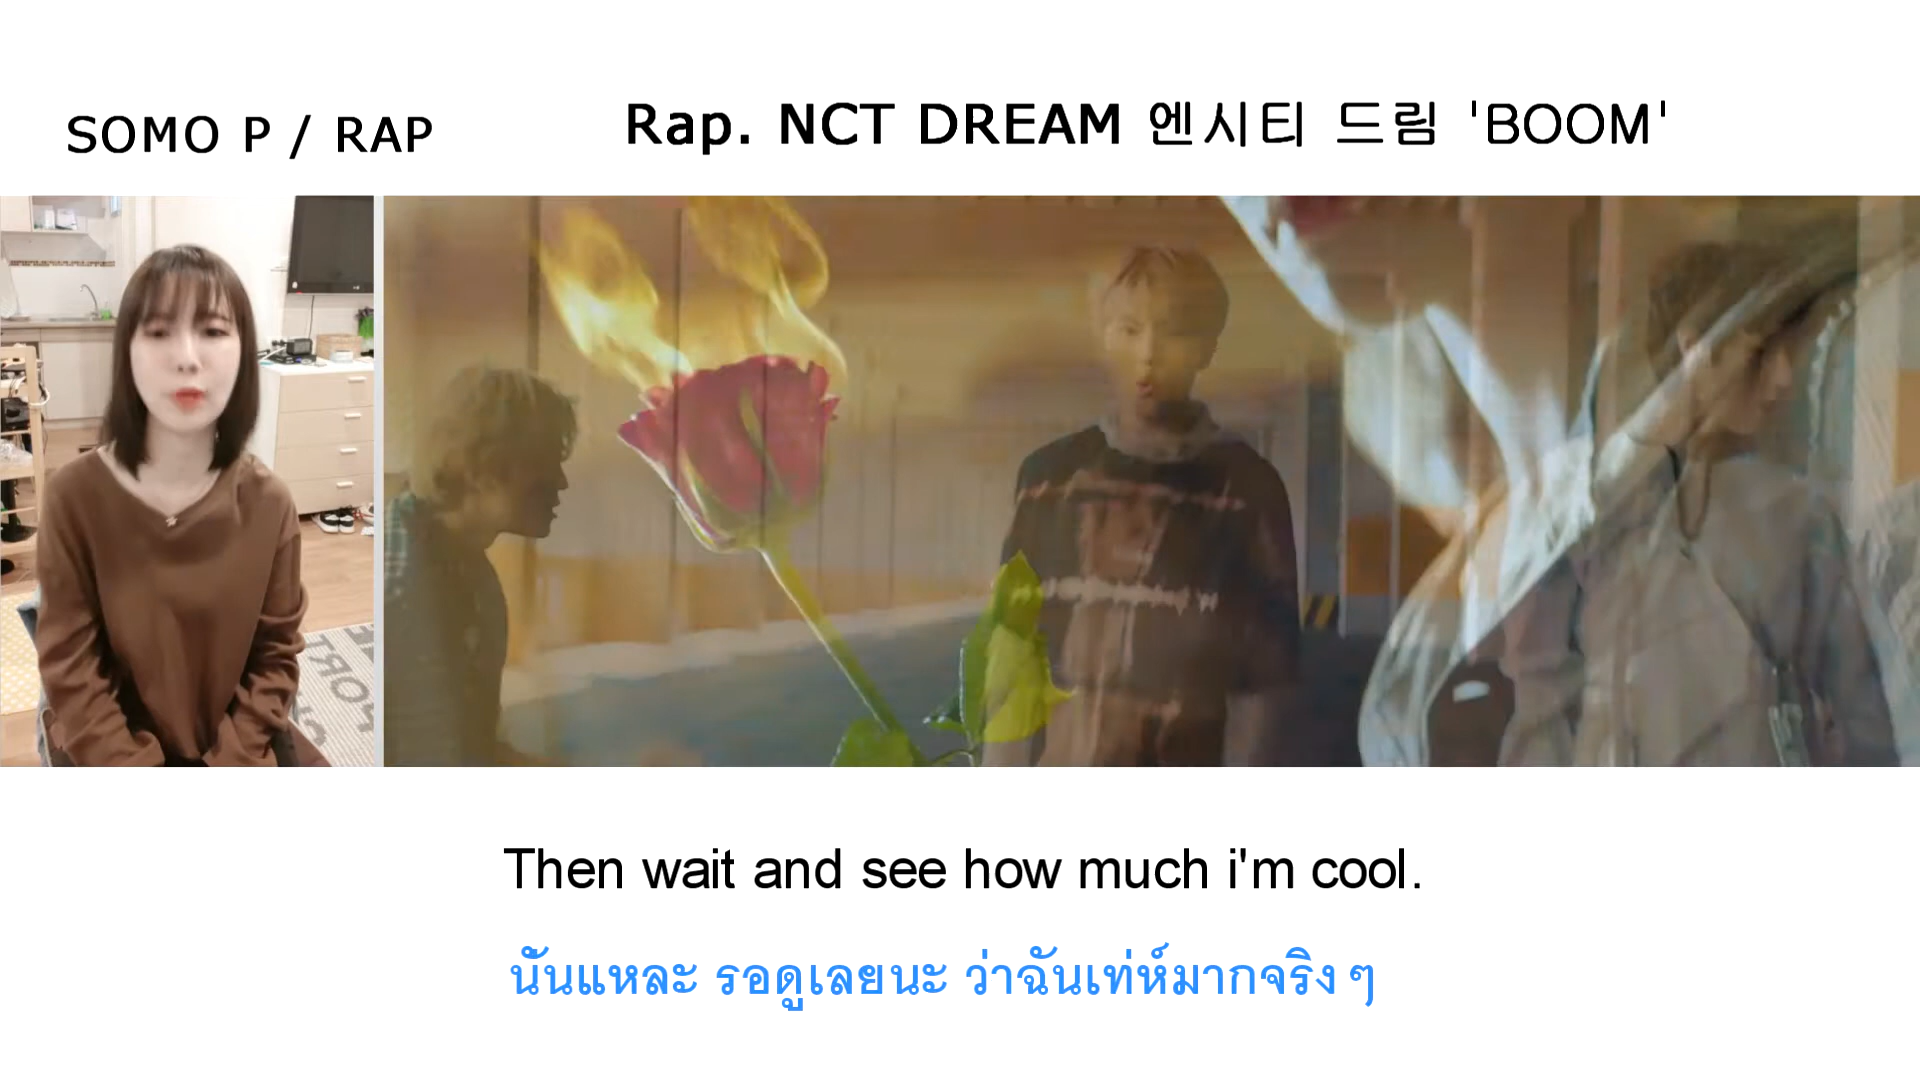 SOMO P / RAP
Rap. NCT DREAM 엔시티 드림 'BOOM'
Then wait and see how much i'm cool.
นั่นแหละ รอดูเลยนะ ว่าฉันเท่ห์มากจริงๆ